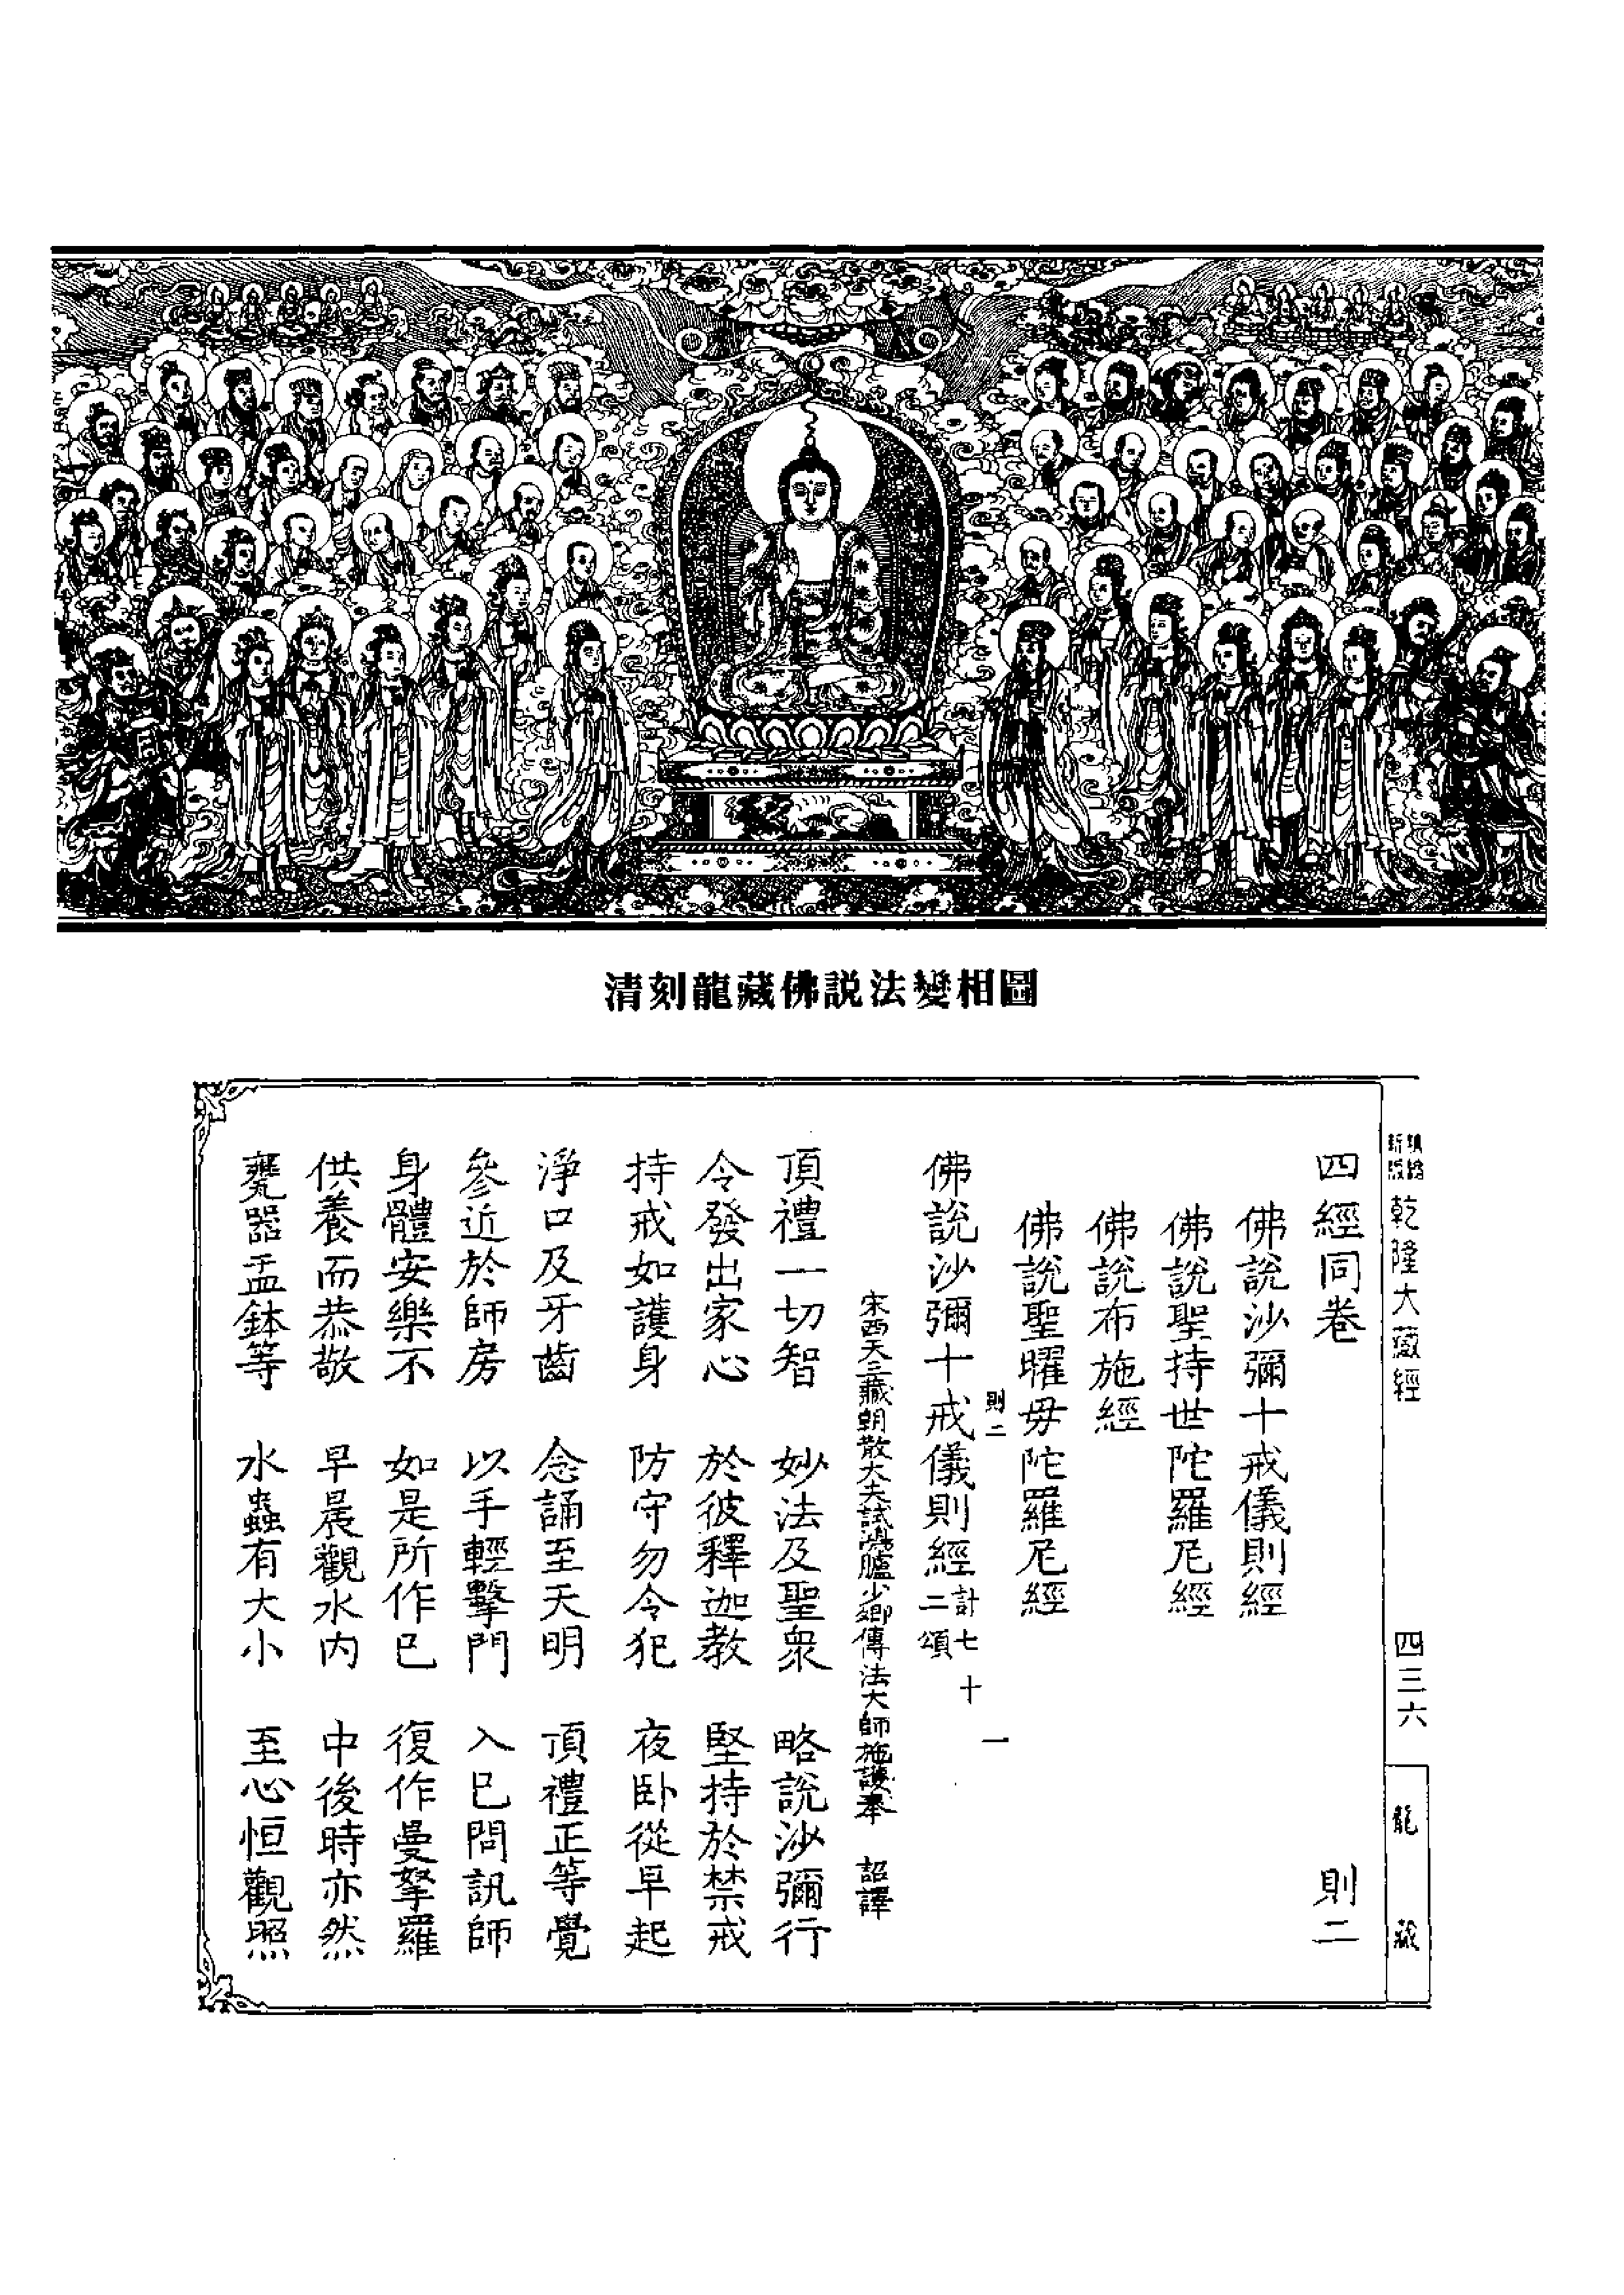 清刻龍藏佛説法變相圖
新版
乾隆大藏經
四三六
龍藏
四經同卷 則二
佛說沙彌十戒儀則經
佛說聖持世陀羅尼經
佛說布施經
佛說聖曜毋陀羅尼經
則二 一
佛說沙彌十戒儀則經計七十二頌
宋西天三藏朝散大夫試鴻臚少卿傳法大師施護奉 詔譯
頂禮一切智 妙法及聖眾 略說沙彌行
令發出家心 於彼釋迦教 堅持於禁戒
持戒如護身 防守勿令犯 夜臥從早起
淨口及牙齒 念誦至天明 頂禮正等覺
參近於師房 以手輕擊門 入已問訊師
身體安樂不 如是所作已 復作曼拏羅
供養而恭敬 早晨觀水內 中後時亦然
甕器盂鉢等 水蟲有大小 至心恒觀照